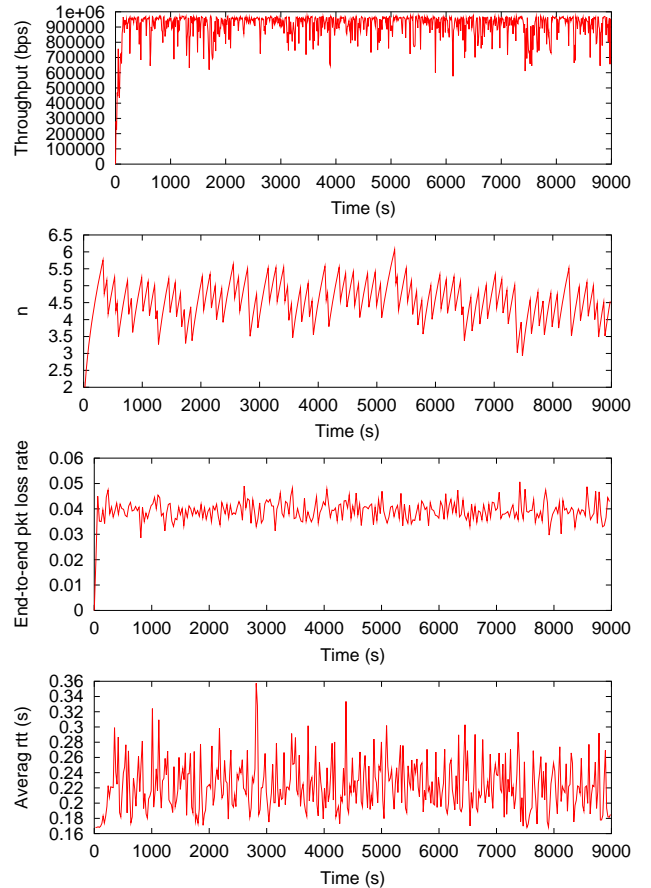 1e+06
900000
800000
700000
600000
500000
400000
300000
200000
100000
0
Throughput (bps)
0 1000 2000 3000 4000 5000 6000 7000 8000 9000
Time (s)
6.5
6
5.5
5
4.5
4
3.5
3
2.5
2
n
0 1000 2000 3000 4000 5000 6000 7000 8000 9000
Time (s)
0.06
0.05
0.04
0.03
0.02
0.01
0
End-to-end pkt loss rate
0 1000 2000 3000 4000 5000 6000 7000 8000 9000
Time (s)
0.36
0.34
0.32
0.3
0.28
0.26
0.24
0.22
0.2
0.18
0.16
Averag rtt (s)
0 1000 2000 3000 4000 5000 6000 7000 8000 9000
Time (s)